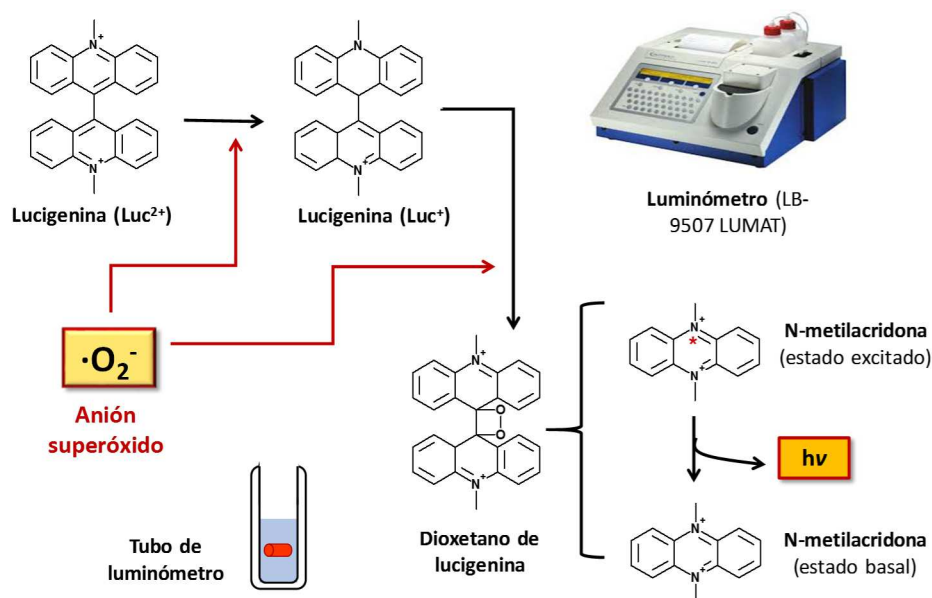 N⁺
N⁺
Lucigenina (Luc²⁺)
N
N⁺
Lucigenina (Luc⁺)
Luminómetro (LB-
9507 LUMAT)
·O₂⁻
Anión
superóxido
N⁺
O
O
N⁺
Dioxetano de
lucigenina
N⁺
*
N⁺
N-metilacridona
(estado excitado)
hν
N⁺
N⁺
N-metilacridona
(estado basal)
Tubo de
luminómetro